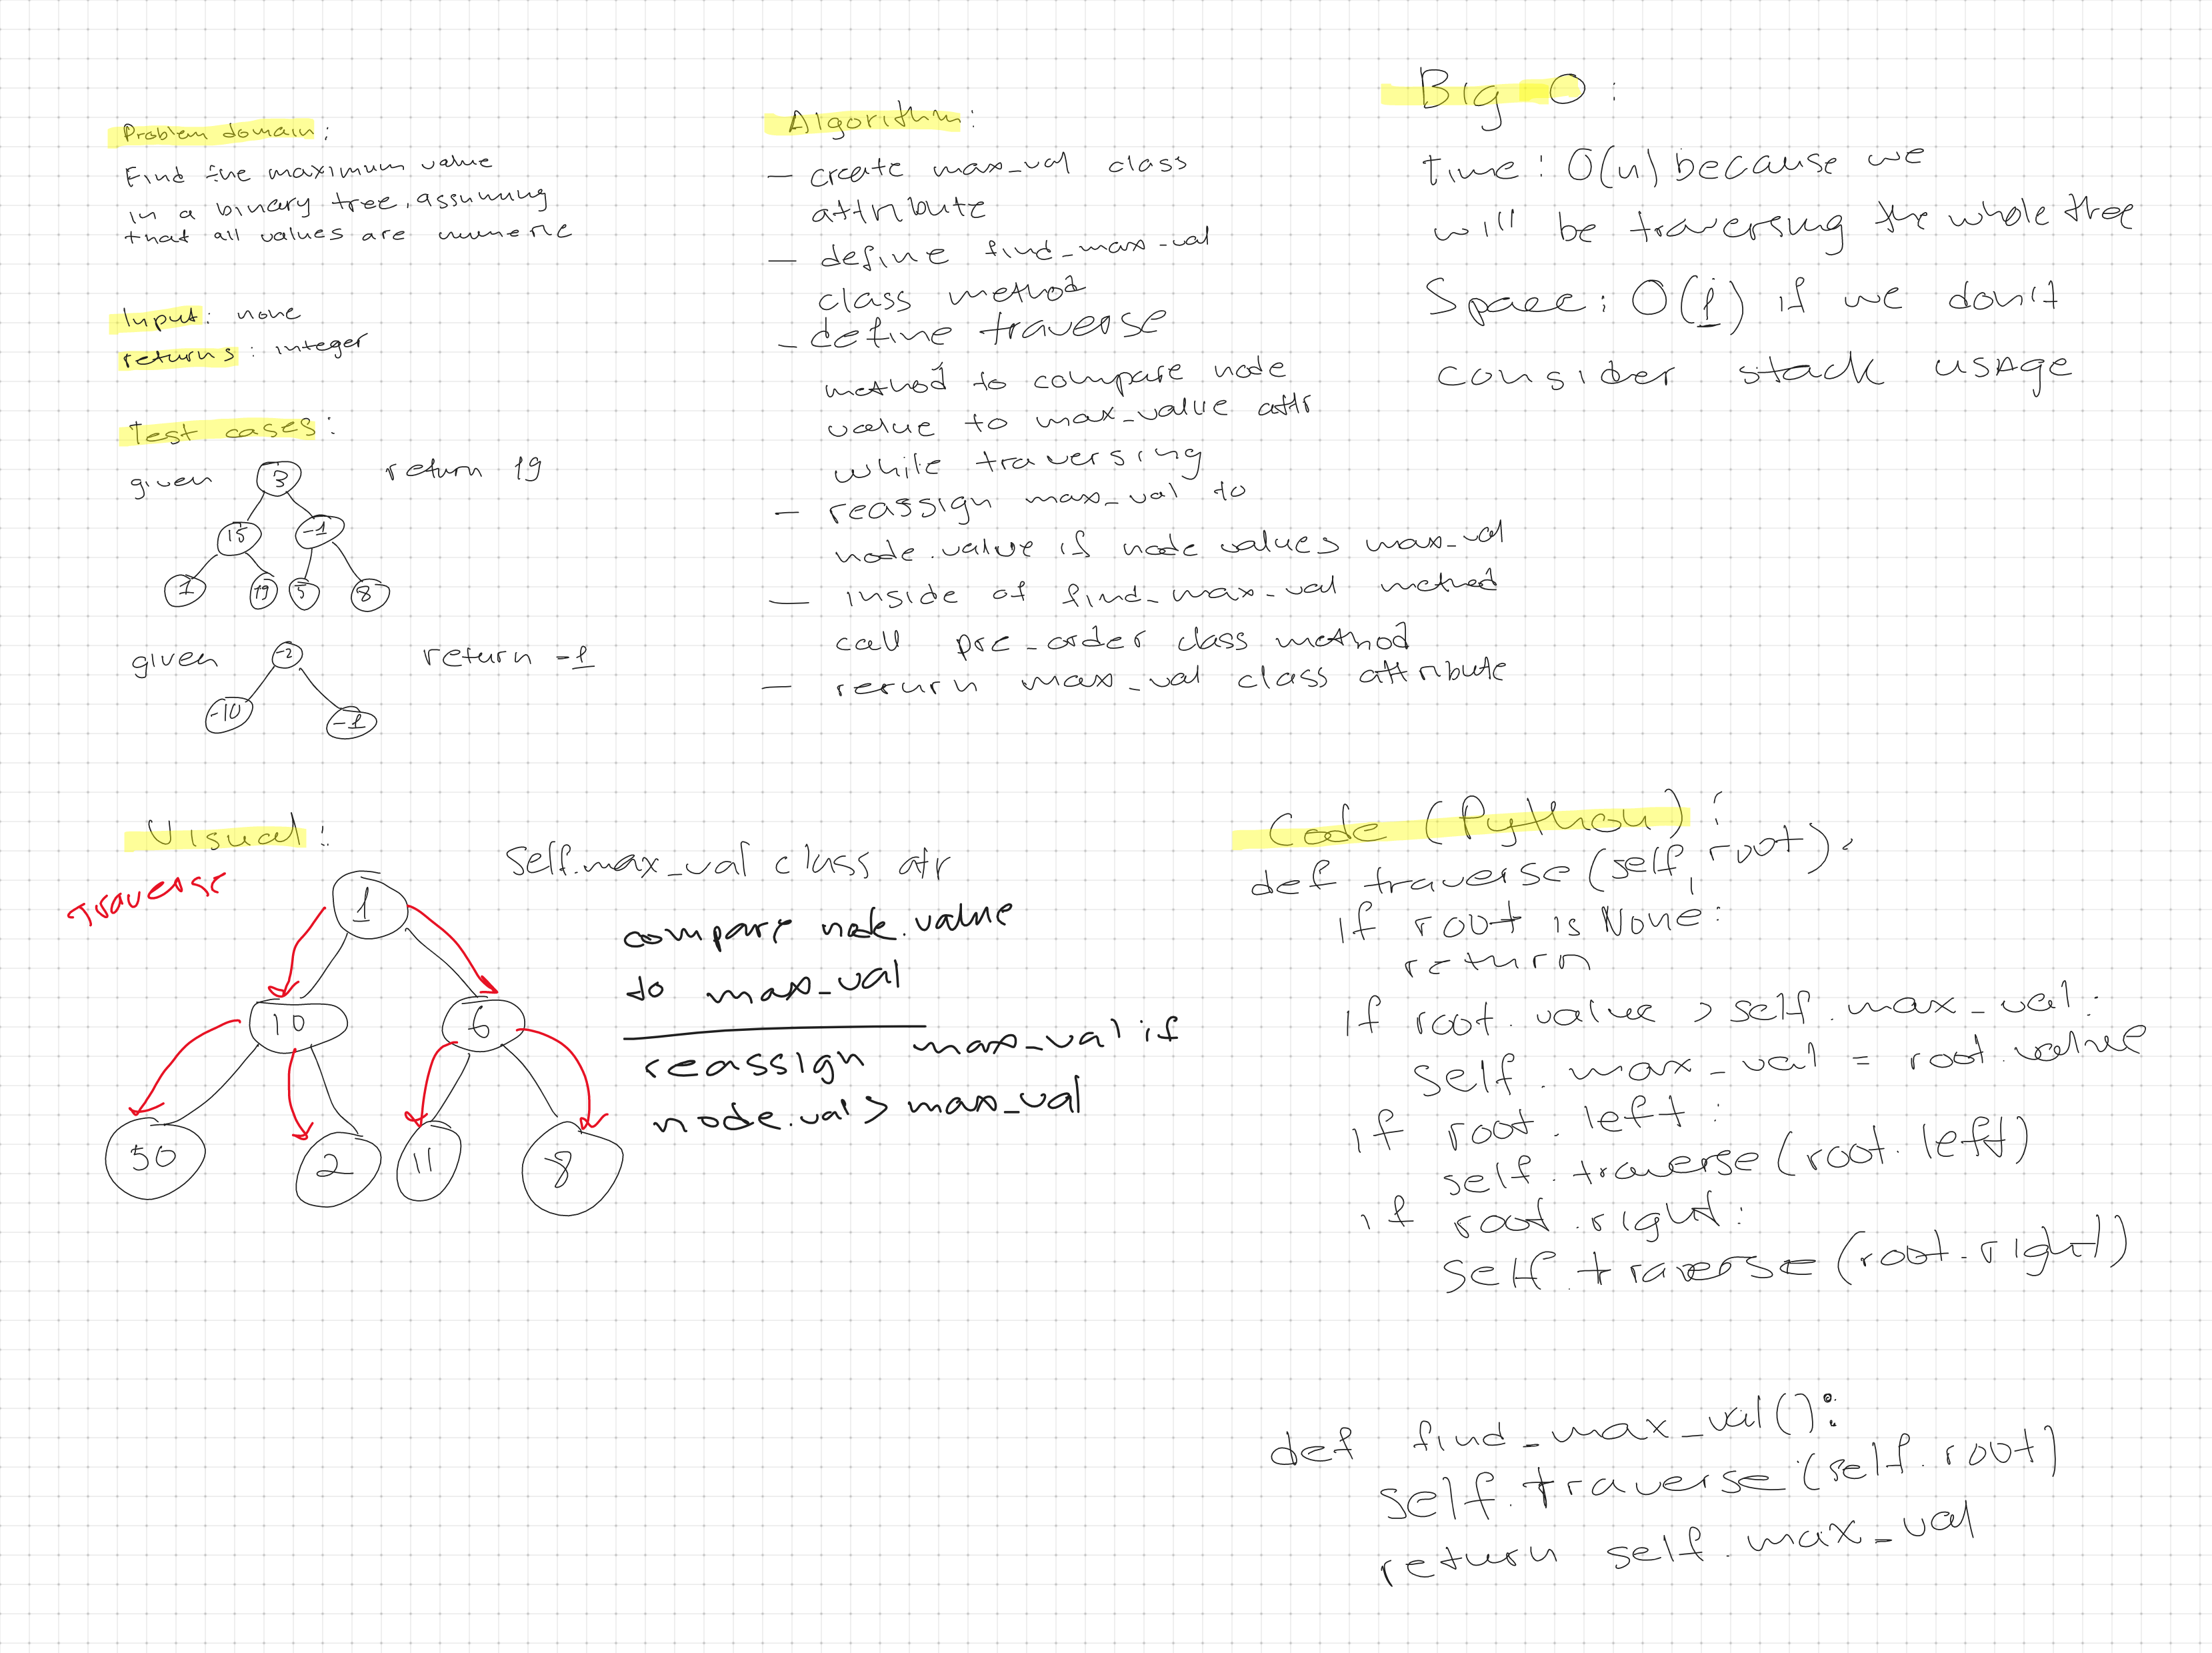 Problem domain:
Find the maximum value
in a binary tree, assuming
that all values are numeric
Input: none
returns: integer
Test cases:
given
3
return 19
15
-1
1
19
5
8
given
-2
return -1
-10
-1
Algorithm:
- create max_val class
attribute
- define find_max_val
class method
- define traverse
method to compare node
value to max_value attr
while traversing
- reassign max_val to
node.value if node value > max_val
- inside of find_max_val method
call pre_order class method
- rerurn max_val class attribute
Big O:
Time: O(n) because we
will be traversing the whole tree
Space: O(1) if we don't
consider stack usage
Visual:
Traverse
1
10
6
50
2
11
8
Self.max_val class atr
compare node.value
to max_val
reassign max_val if
node.val > max_val
Code (Python):
def traverse(self, root).
if root is None:
return
if root.value > self.max_val:
self.max_val = root.value
if root.left:
self.traverse(root.left)
if root.right:
self.traverse(root.right)
def find_max_val():
self.traverse(self.root)
return self.max_val